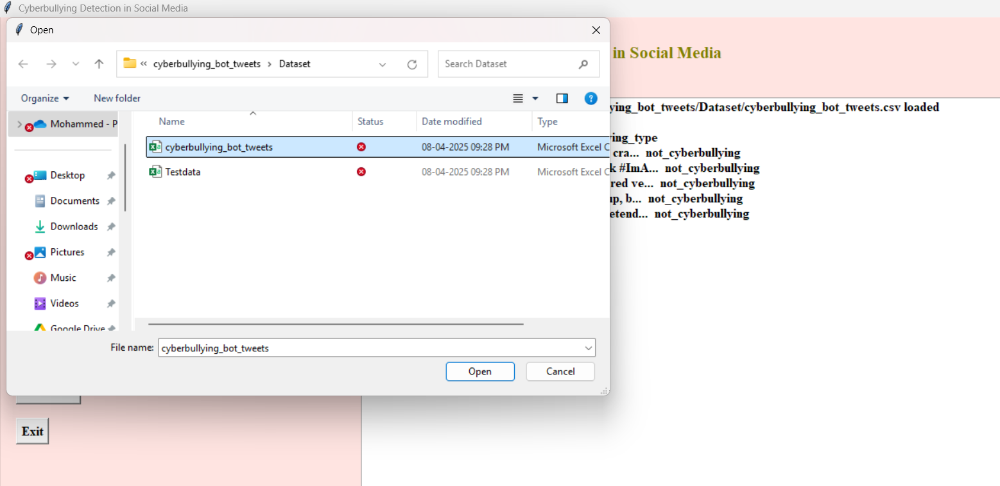 Cyberbullying Detection in Social Media
Open
« cyberbullying_bot_tweets › Dataset
Search Dataset
in Social Media
Organize
New folder
ying_bot_tweets/Dataset/cyberbullying_bot_tweets.csv loaded
Mohammed - P
Name Status Date modified Type
ing_type
cyberbullying_bot_tweets 08-04-2025 09:28 PM Microsoft Excel C
cra... not_cyberbullying
Testdata 08-04-2025 09:28 PM Microsoft Excel C
k #ImA... not_cyberbullying
Desktop
red ve... not_cyberbullying
Documents
up, b... not_cyberbullying
etend... not_cyberbullying
Downloads
Pictures
Music
Videos
Google Drive
File name: cyberbullying_bot_tweets
Open Cancel
Exit